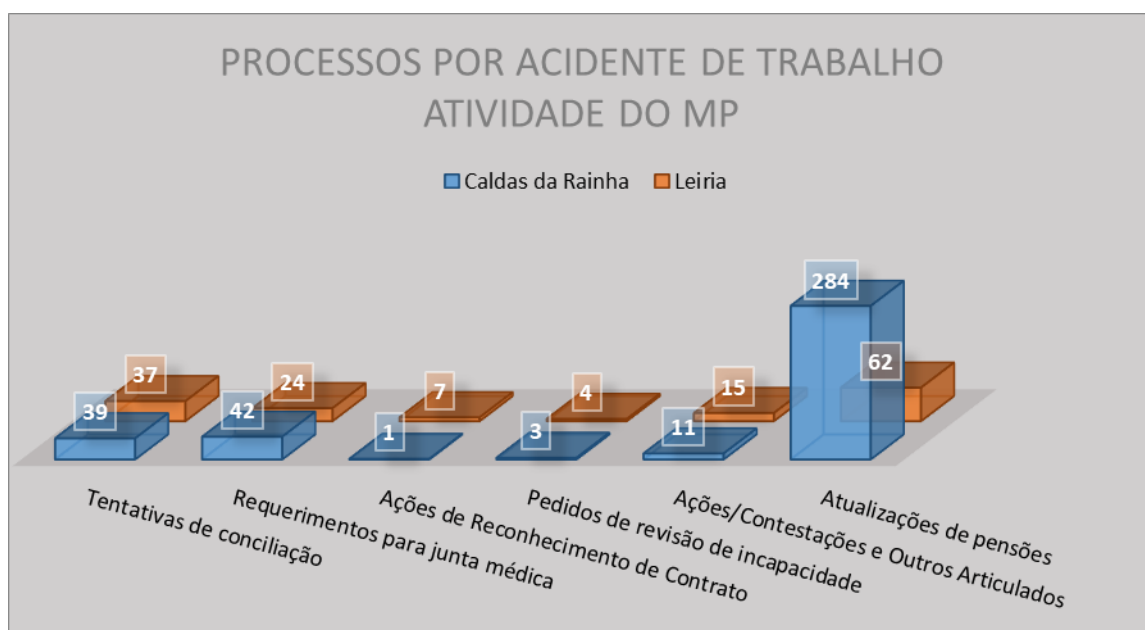 PROCESSOS POR ACIDENTE DE TRABALHO
ATIVIDADE DO MP
Caldas da Rainha Leiria
284
37 24 7 4 15 62
39 42 1 3 11
Tentativas de conciliação
Requerimentos para junta médica
Ações de Reconhecimento de Contrato
Pedidos de revisão de incapacidade
Ações/Contestações e Outros Articulados
Atualizações de pensões